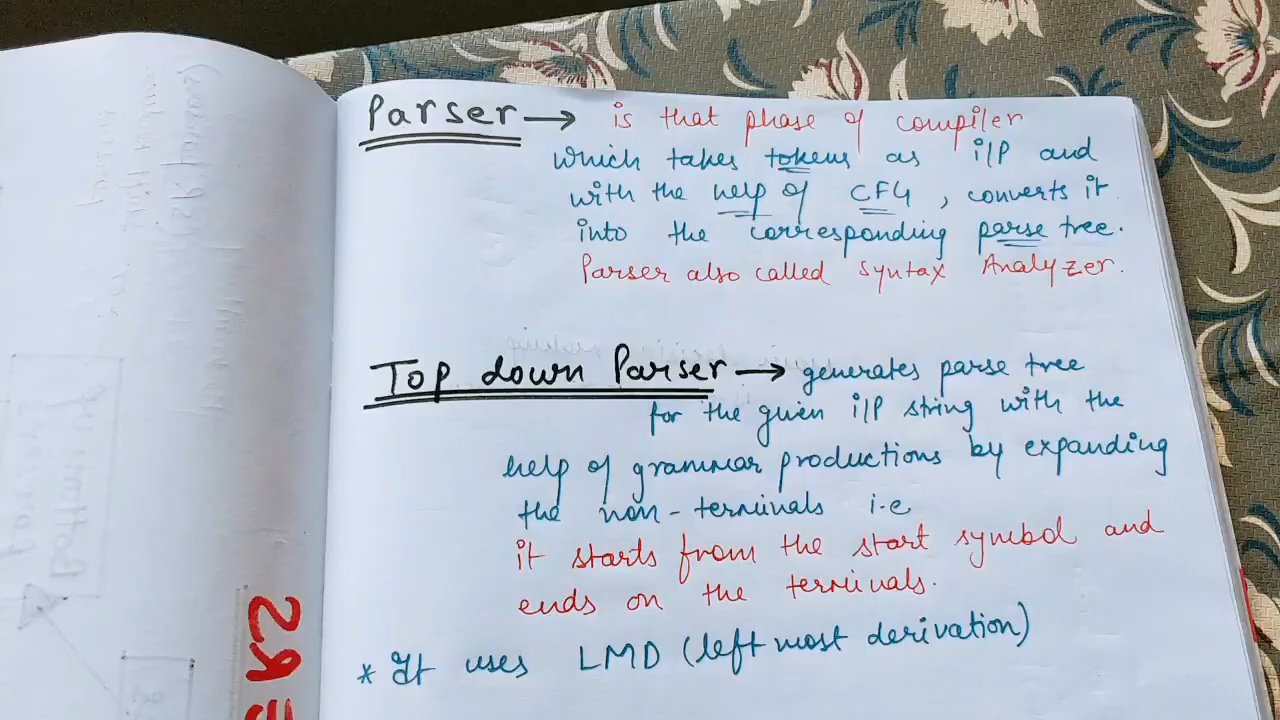 Parser → is that phase of compiler
which takes tokens as i/p and
with the help of CFG, converts it
into the corresponding parse tree.
Parser also called syntax Analyzer.
Top down Parser → generates parse tree
for the given i/p string with the
help of grammar productions by expanding
the non-terminals i.e
it starts from the start symbol and
ends on the terminals.
* It uses LMD (left most derivation)